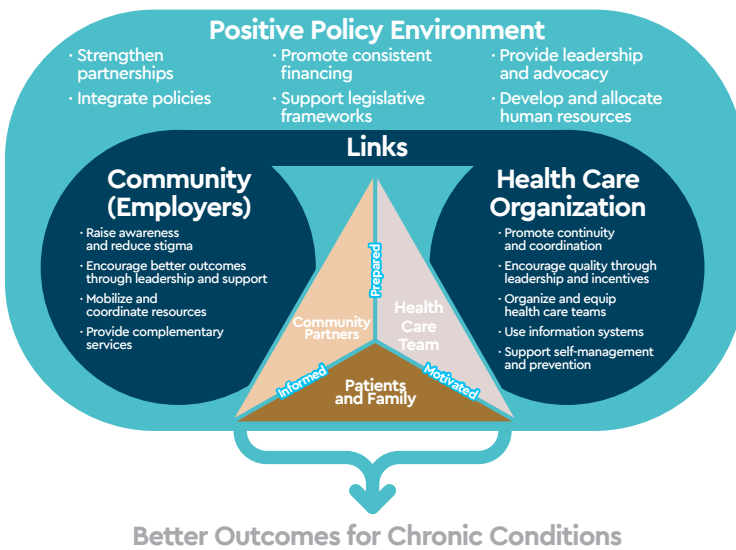 Positive Policy Environment
· Strengthen
partnerships
· Integrate policies
· Promote consistent
financing
· Support legislative
frameworks
· Provide leadership
and advocacy
· Develop and allocate
human resources
Links
Community
(Employers)
· Raise awareness
and reduce stigma
· Encourage better outcomes
through leadership and support
· Mobilize and
coordinate resources
· Provide complementary
services
Health Care
Organization
· Promote continuity
and coordination
· Encourage quality through
leadership and incentives
· Organize and equip
health care teams
· Use information systems
· Support self-management
and prevention
Prepared
Community
Partners
Health
Care
Team
Informed
Motivated
Patients
and Family
Better Outcomes for Chronic Conditions